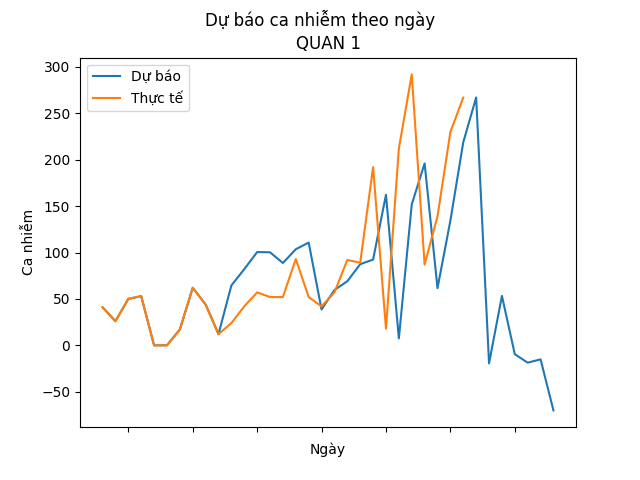 Dự báo ca nhiễm theo ngày
QUAN 1
Dự báo
Thực tế
300
250
200
150
100
50
0
−50
Ca nhiễm
Ngày